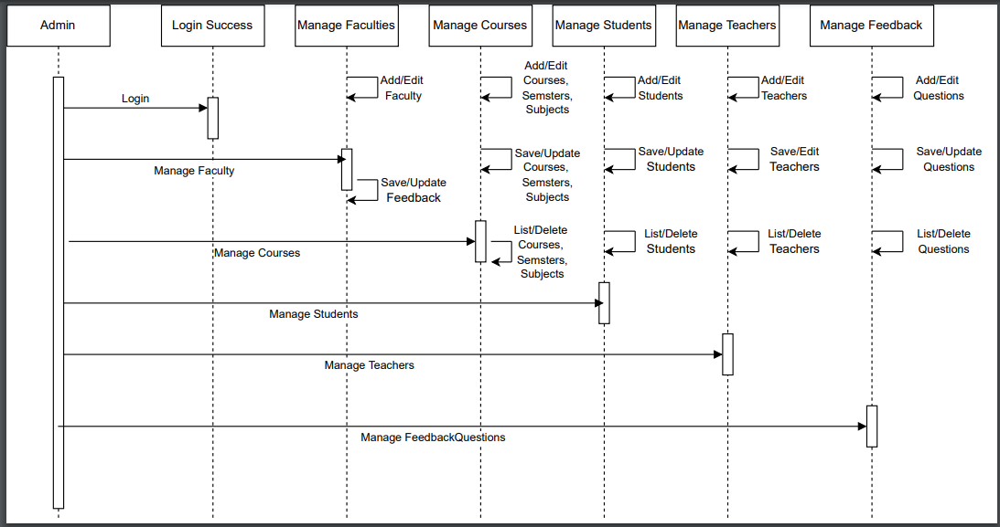 Admin
Login Success
Manage Faculties
Manage Courses
Manage Students
Manage Teachers
Manage Feedback
Login
Add/Edit
Faculty
Add/Edit
Courses,
Semsters,
Subjects
Add/Edit
Students
Add/Edit
Teachers
Add/Edit
Questions
Manage Faculty
Save/Update
Feedback
Save/Update
Courses,
Semsters,
Subjects
Save/Update
Students
Save/Edit
Teachers
Save/Update
Questions
Manage Courses
List/Delete
Courses,
Semsters,
Subjects
List/Delete
Students
List/Delete
Teachers
List/Delete
Questions
Manage Students
Manage Teachers
Manage FeedbackQuestions